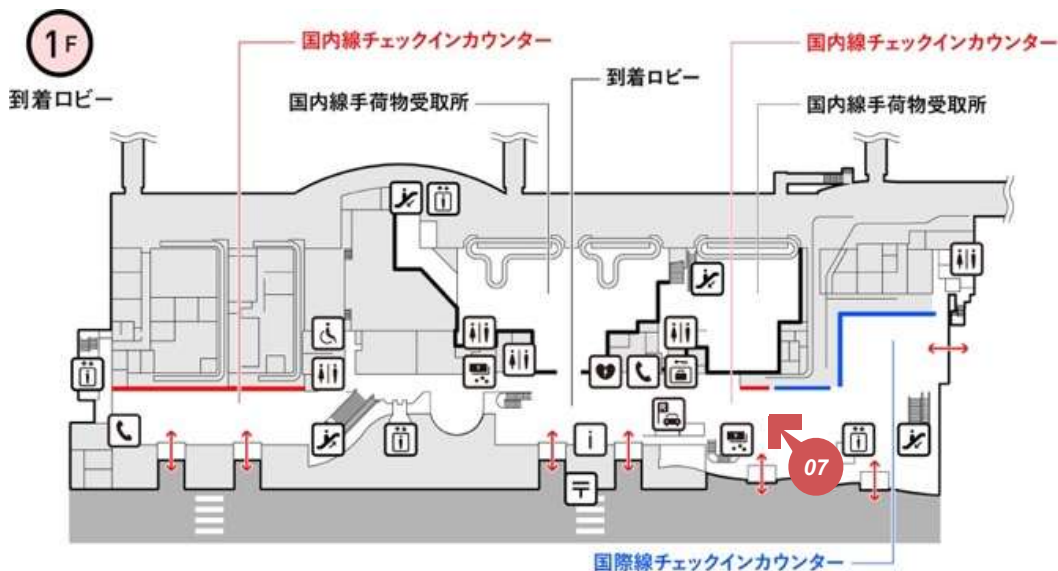 1F
到着ロビー
国内線チェックインカウンター
国内線手荷物受取所
到着ロビー
国内線チェックインカウンター
国内線手荷物受取所
i
〒
07
国際線チェックインカウンター